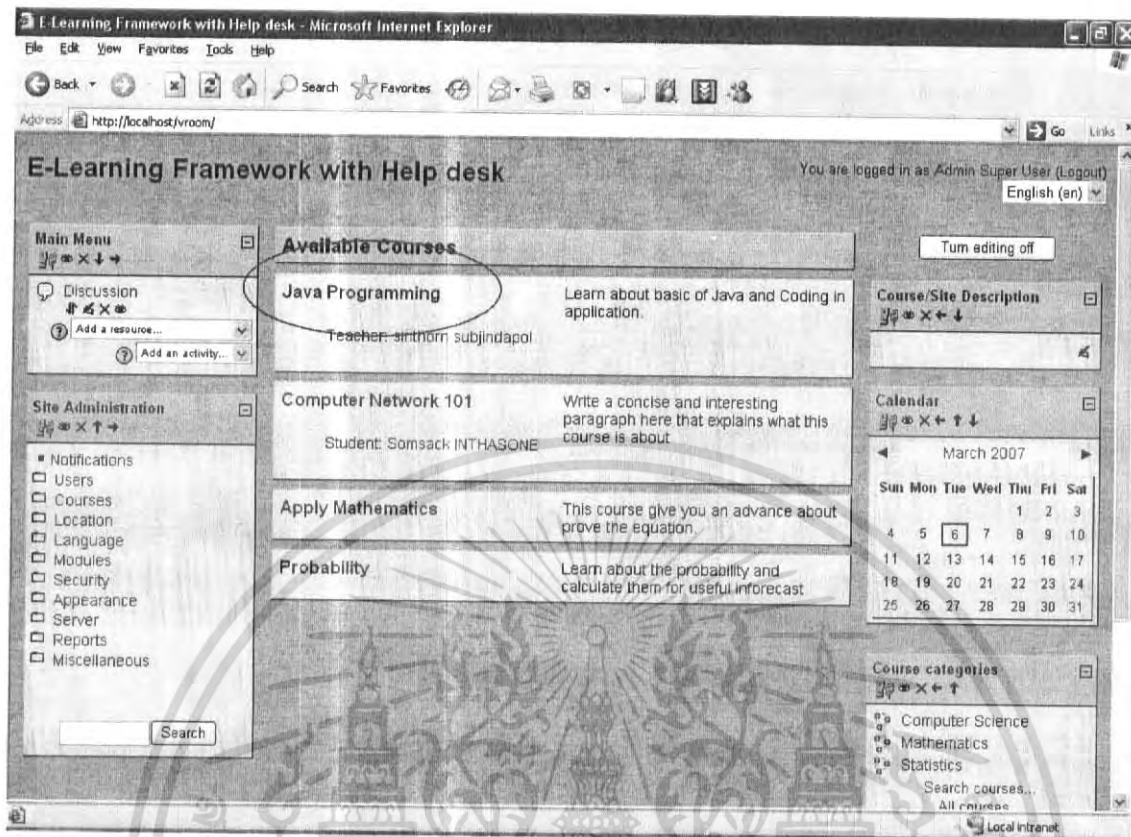 E-Learning Framework with Help desk - Microsoft Internet Explorer
File Edit View Favorites Tools Help
Back Search Favorites
Address http://localhost/vroom/ Go Links
E-Learning Framework with Help desk
You are logged in as Admin Super User (Logout)
English (en)
Main Menu
Discussion
Add a resource...
Add an activity...
Site Administration
Notifications
Users
Courses
Location
Language
Modules
Security
Appearance
Server
Reports
Miscellaneous
Search
Available Courses
Java Programming
Teacher: sirithorn subjindapol
Learn about basic of Java and Coding in
application.
Computer Network 101
Student: Somsack INTHASONE
Write a concise and interesting
paragraph here that explains what this
course is about
Apply Mathematics
This course give you an advance about
prove the equation.
Probability
Learn about the probability and
calculate them for useful inforecast
Turn editing off
Course/Site Description
Calendar
March 2007
Sun Mon Tue Wed Thu Fri Sat
1 2 3
4 5 6 7 8 9 10
11 12 13 14 15 16 17
18 19 20 21 22 23 24
25 26 27 28 29 30 31
Course categories
Computer Science
Mathematics
Statistics
Search courses...
All courses
Local intranet